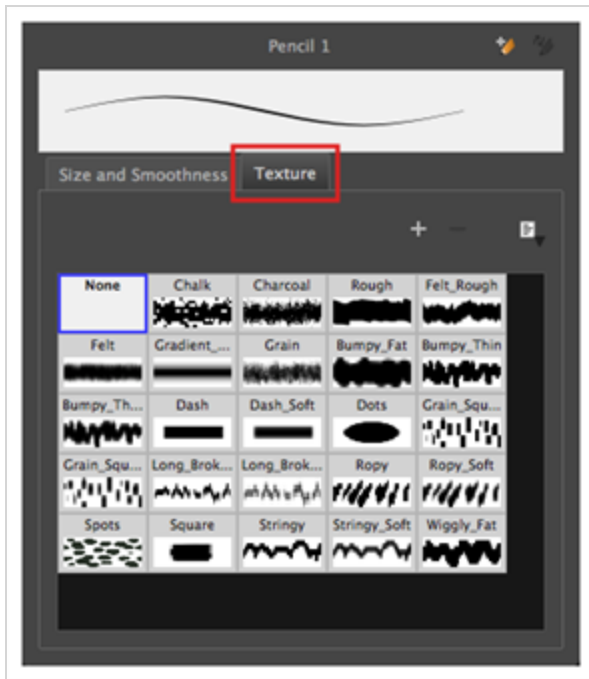 Pencil 1
Size and Smoothness Texture
None Chalk Charcoal Rough Felt_Rough
Felt Gradient_... Grain Bumpy_Fat Bumpy_Thin
Bumpy_Th... Dash Dash_Soft Dots Grain_Squ...
Grain_Squ... Long_Brok... Long_Brok... Ropy Ropy_Soft
Spots Square Stringy Stringy_Soft Wiggly_Fat